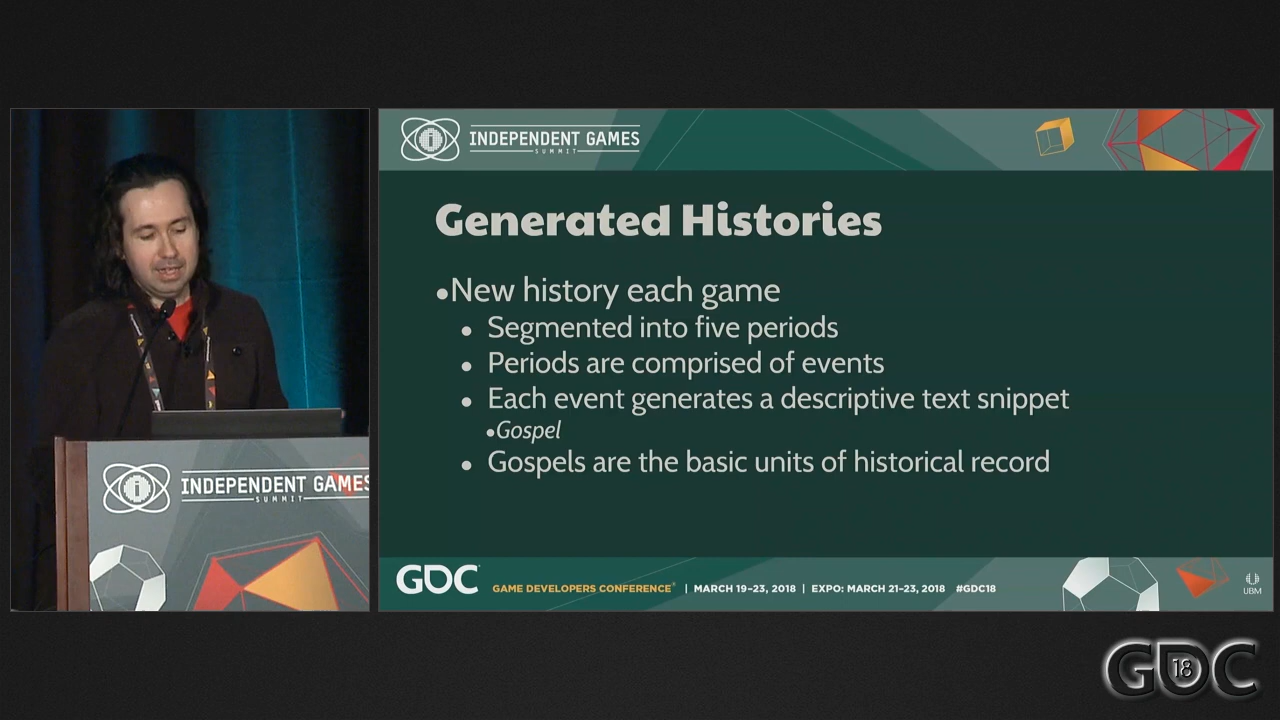 INDEPENDENT GAMES
SUMMIT
Generated Histories
•New history each game
• Segmented into five periods
• Periods are comprised of events
• Each event generates a descriptive text snippet
•Gospel
• Gospels are the basic units of historical record
INDEPENDENT GAMES
SUMMIT
GDC GAME DEVELOPERS CONFERENCE® | MARCH 19–23, 2018 | EXPO: MARCH 21–23, 2018 #GDC18
UBM
GDC
18